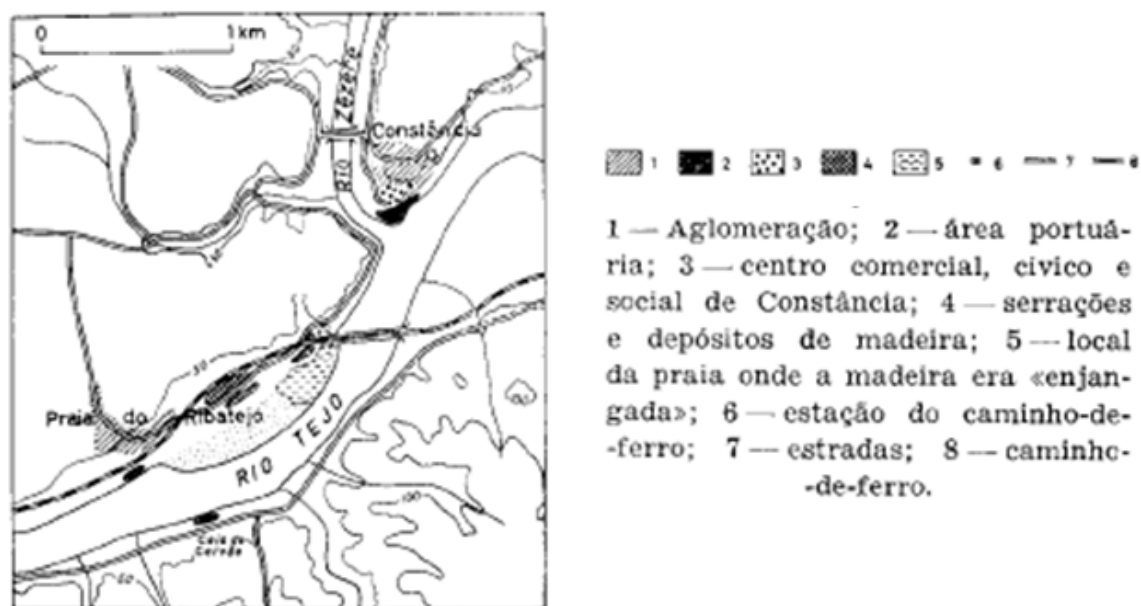 0 1 km
RIO Zêzere
Constância
50
Praia do Ribatejo
RIO TEJO
100
50
1 2 3 4 5 6 7 8
1 — Aglomeração; 2 — área portuá-
ria; 3 — centro comercial, cívico e
social de Constância; 4 — serrações
e depósitos de madeira; 5 — local
da praia onde a madeira era «enjan-
gada»; 6 — estação do caminho-de-
-ferro; 7 — estradas; 8 — caminho-
-de-ferro.